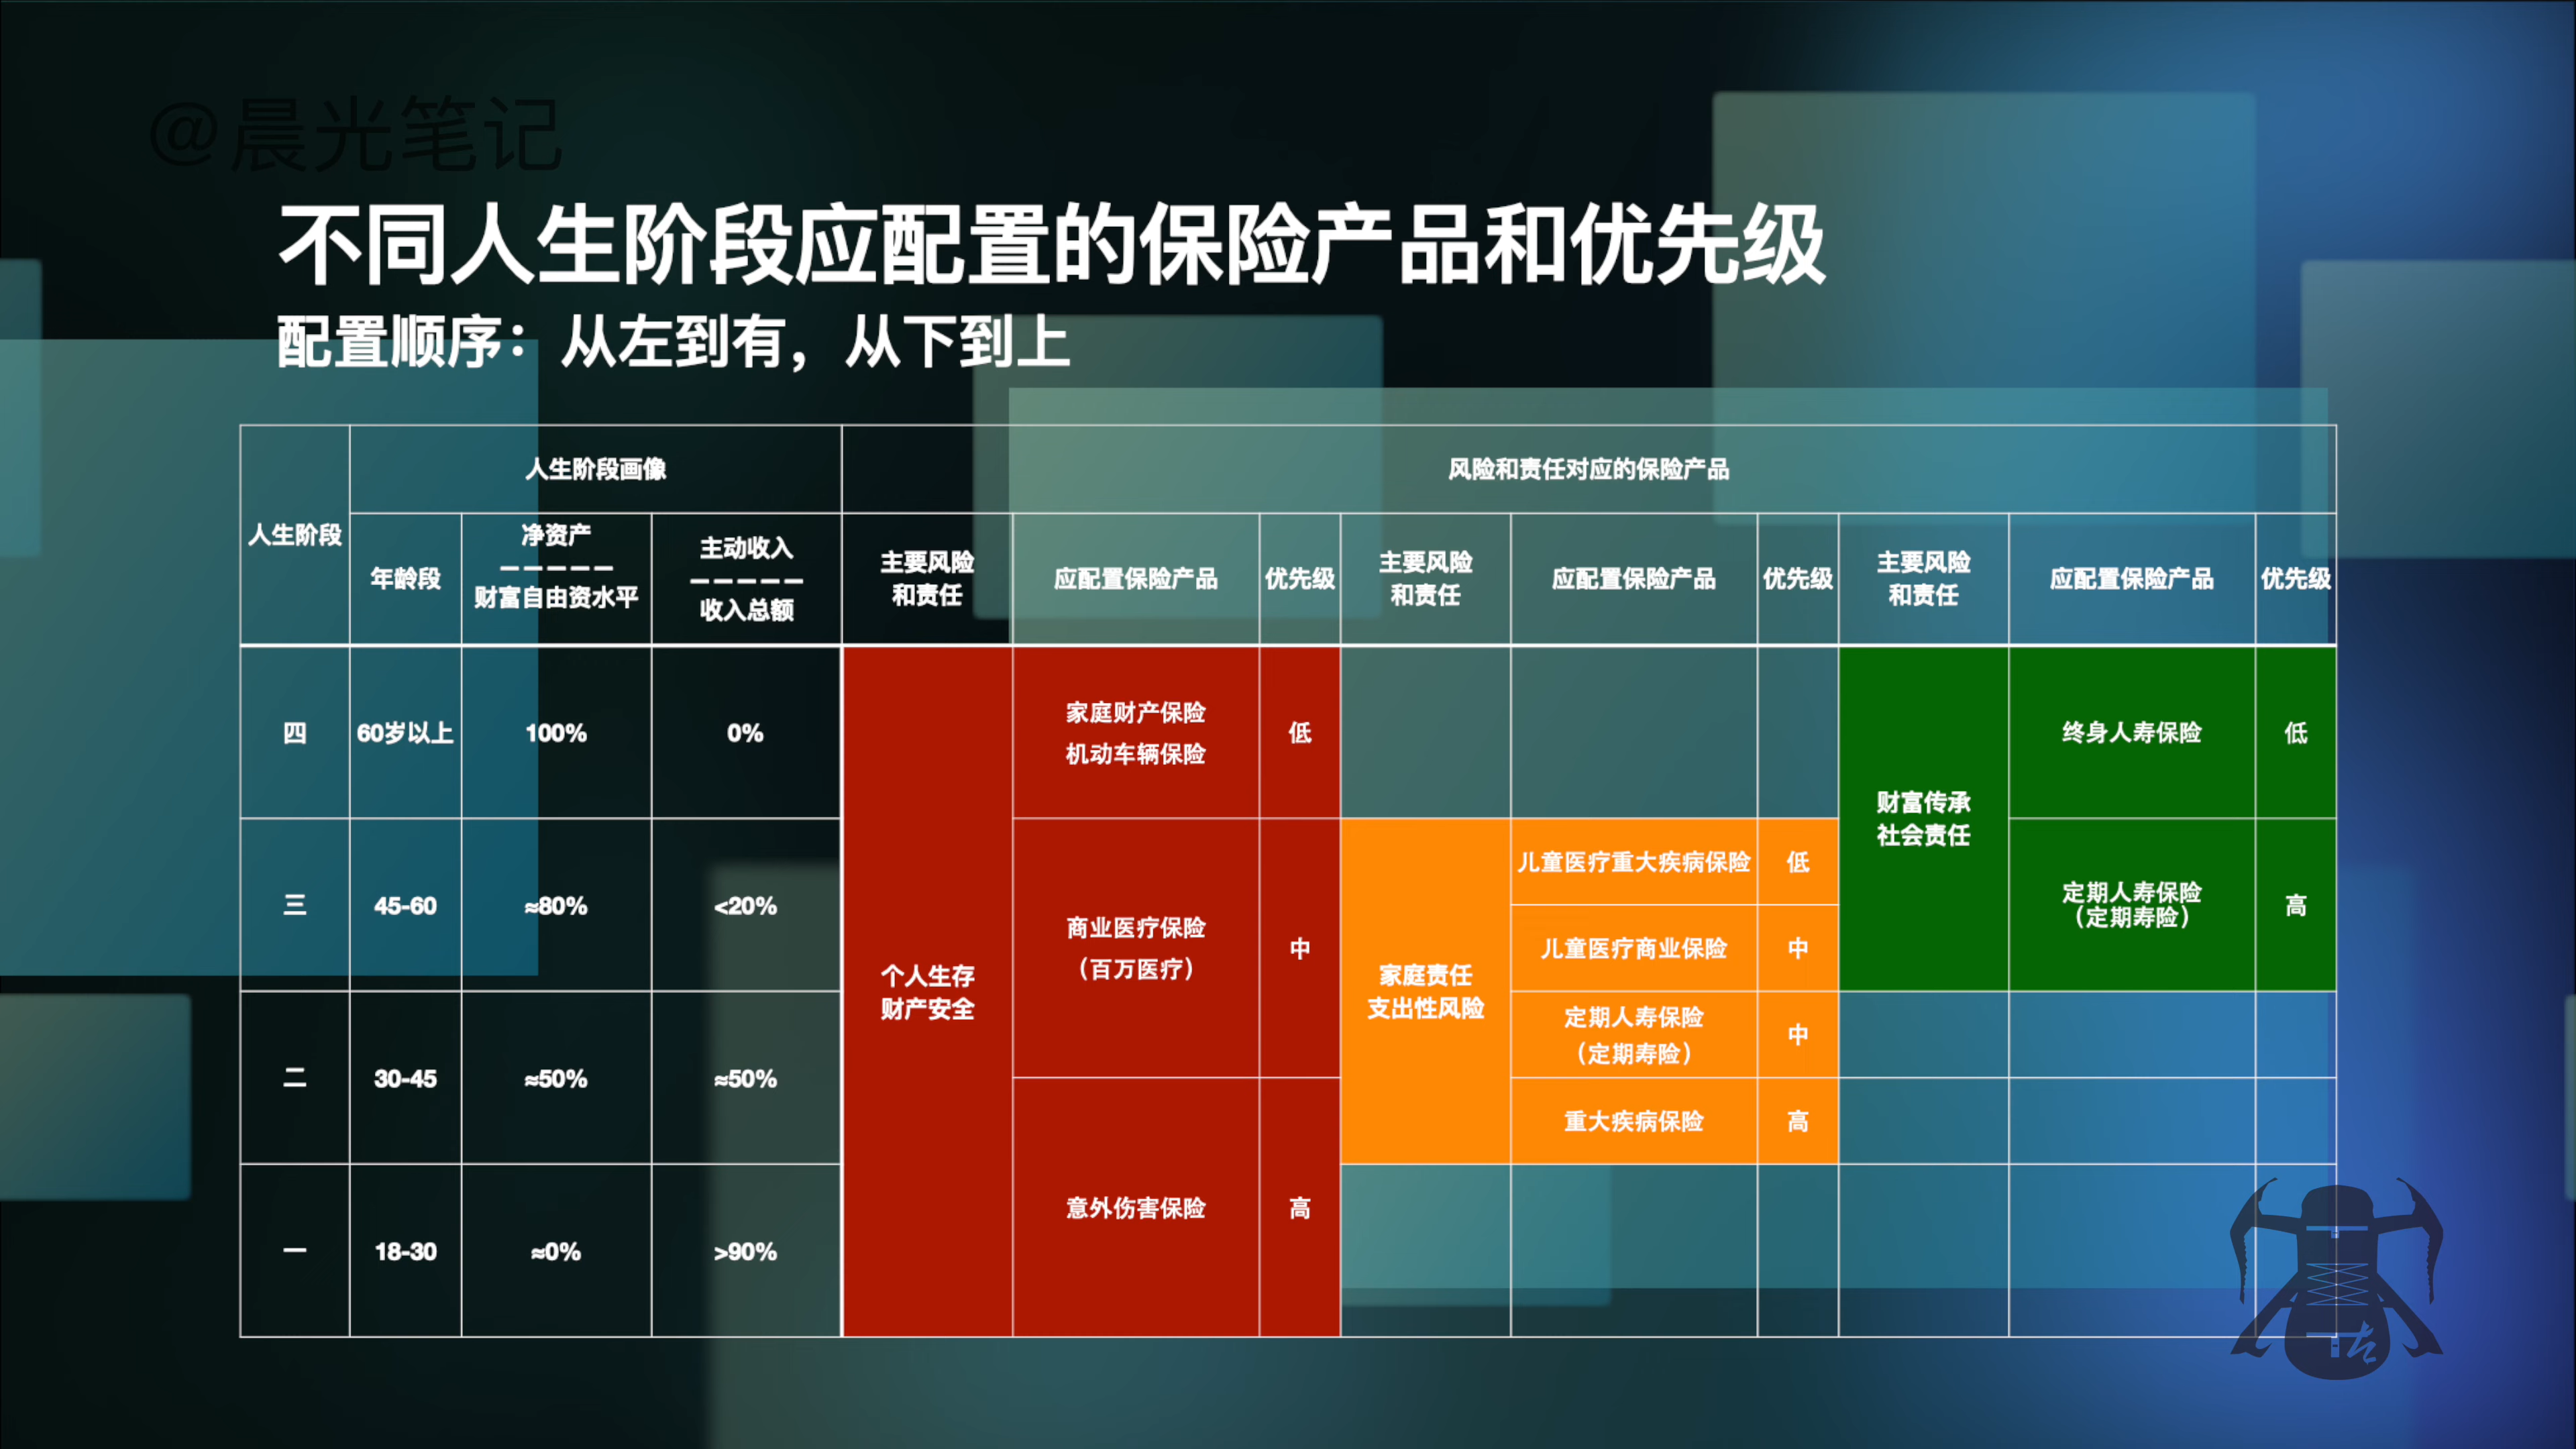 @晨光笔记
不同人生阶段应配置的保险产品和优先级
配置顺序：从左到有，从下到上
人生阶段
人生阶段画像
风险和责任对应的保险产品
年龄段
净资产
—————
财富自由资水平
主动收入
—————
收入总额
主要风险
和责任
应配置保险产品
优先级
主要风险
和责任
应配置保险产品
优先级
主要风险
和责任
应配置保险产品
优先级
四
60岁以上
100%
0%
个人生存
财产安全
家庭财产保险
机动车辆保险
低
财富传承
社会责任
终身人寿保险
低
三
45-60
≈80%
<20%
商业医疗保险
（百万医疗）
中
家庭责任
支出性风险
儿童医疗重大疾病保险
低
儿童医疗商业保险
中
定期人寿保险
（定期寿险）
高
二
30-45
≈50%
≈50%
定期人寿保险
（定期寿险）
中
重大疾病保险
高
一
18-30
≈0%
>90%
意外伤害保险
高